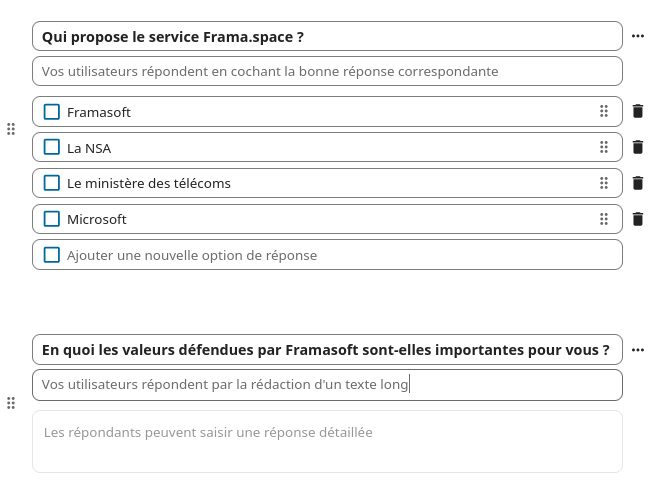 Qui propose le service Frama.space ?
Vos utilisateurs répondent en cochant la bonne réponse correspondante
Framasoft
La NSA
Le ministère des télécoms
Microsoft
Ajouter une nouvelle option de réponse
En quoi les valeurs défendues par Framasoft sont-elles importantes pour vous ?
Vos utilisateurs répondent par la rédaction d'un texte long
Les répondants peuvent saisir une réponse détaillée